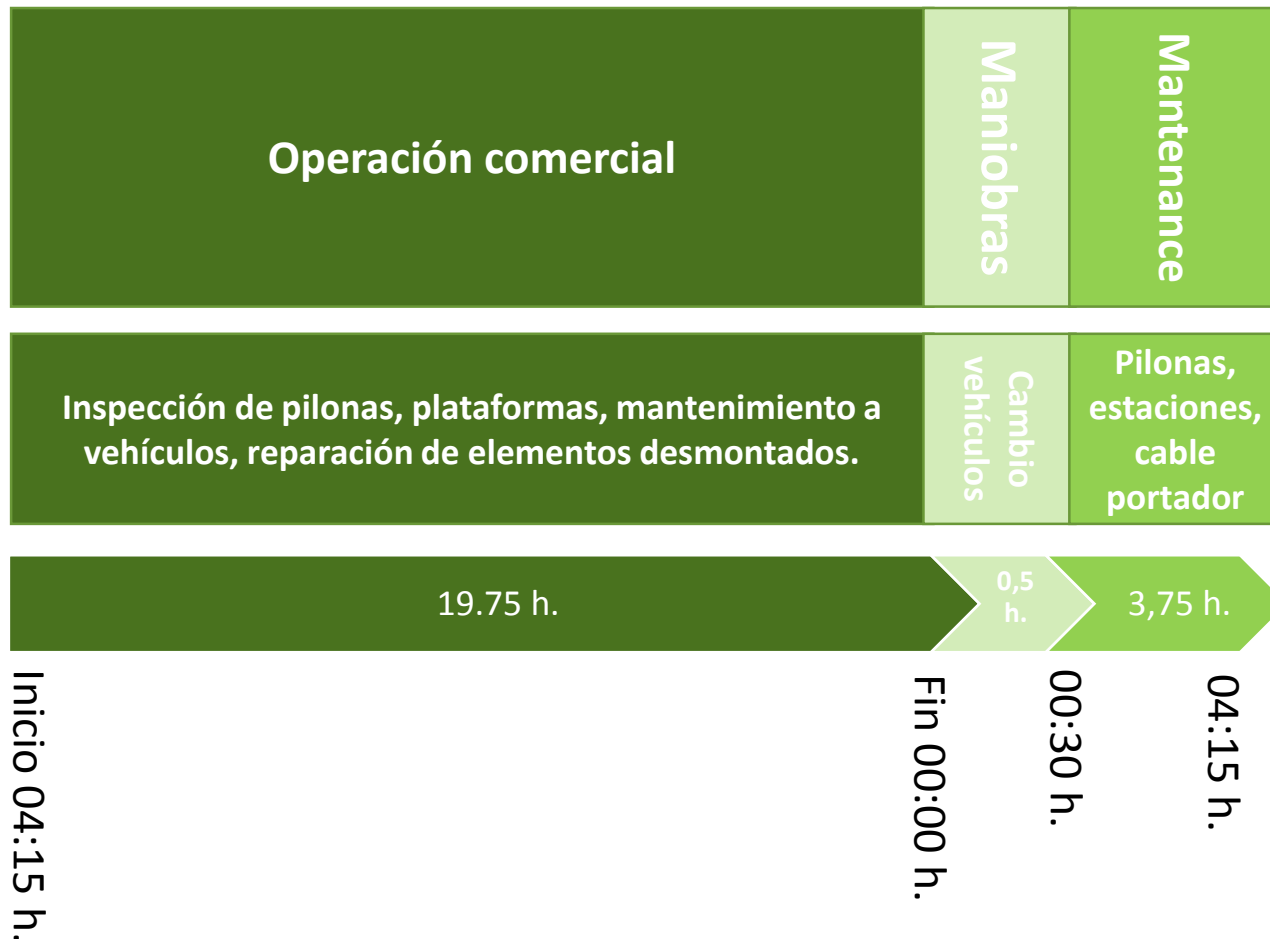 Operación comercial
Maniobras
Mantenance
Inspección de pilonas, plataformas, mantenimiento a
vehículos, reparación de elementos desmontados.
Cambio
vehículos
Pilonas,
estaciones,
cable
portador
19.75 h.
0,5
h.
3,75 h.
Inicio 04:15 h.
Fin 00:00 h.
00:30 h.
04:15 h.